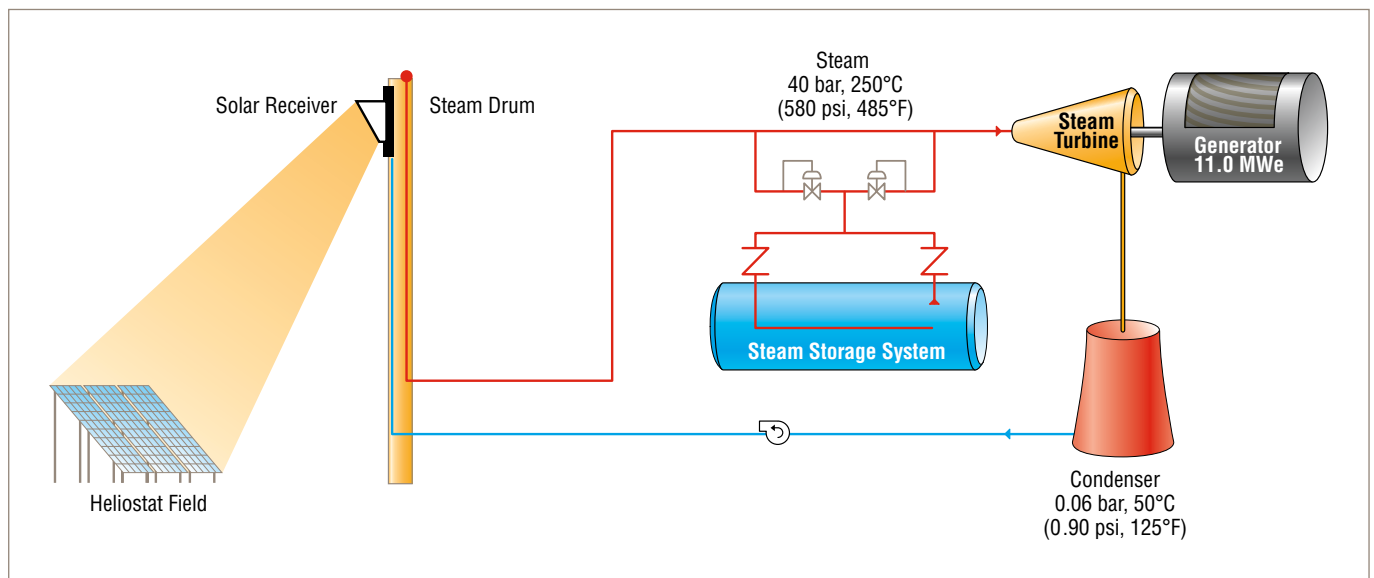 Solar Receiver
Steam Drum
Steam
40 bar, 250°C
(580 psi, 485°F)
Steam
Turbine
Generator
11.0 MWe
Steam Storage System
Heliostat Field
Condenser
0.06 bar, 50°C
(0.90 psi, 125°F)